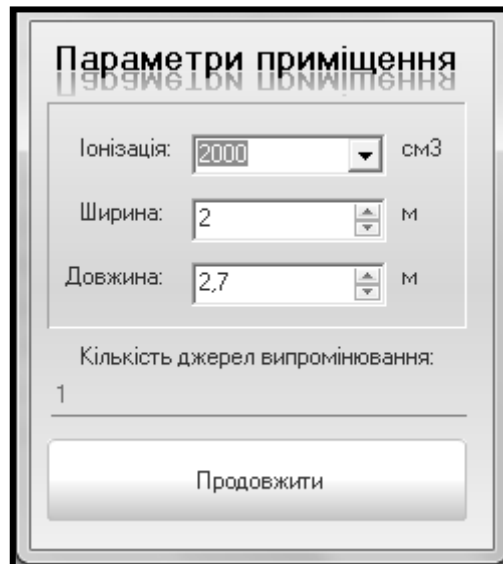 Параметри приміщення
Іонізація: 2000 см3
Ширина: 2 м
Довжина: 2,7 м
Кількість джерел випромінювання:
1
Продовжити